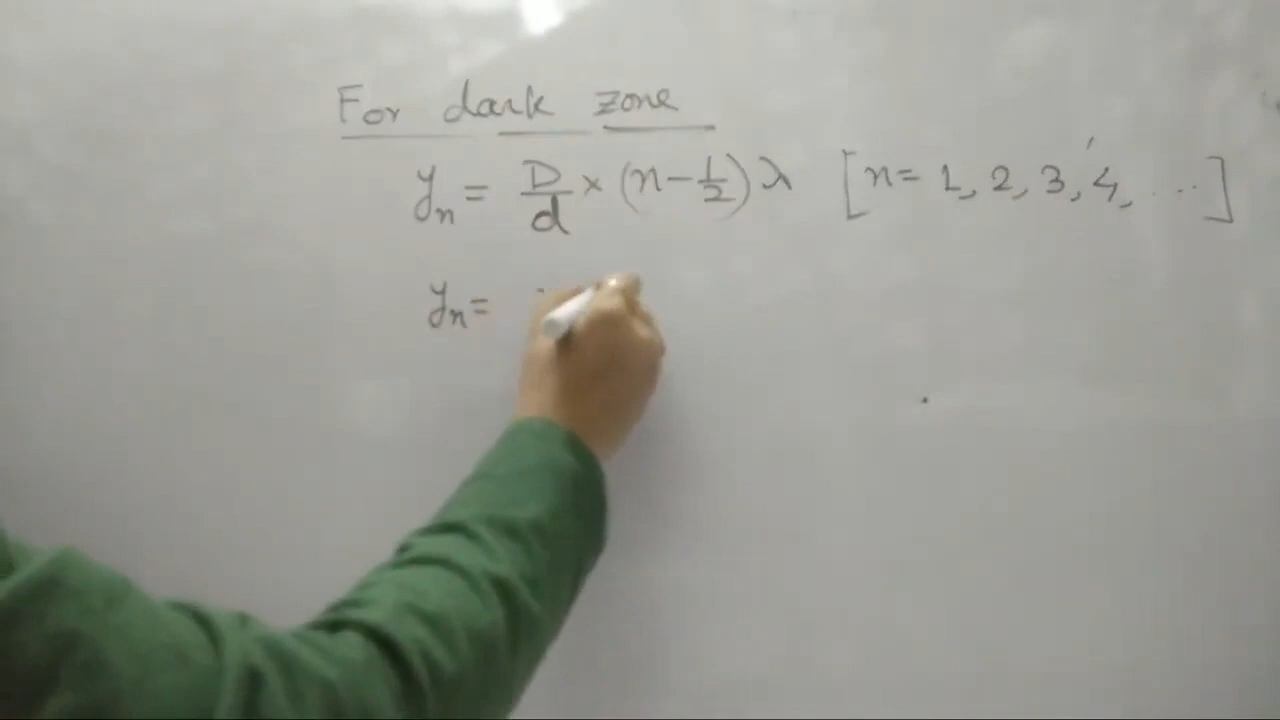 For dark zone
yₙ = D/d × (n - 1/2) λ [n = 1, 2, 3, 4, ...]
yₙ =